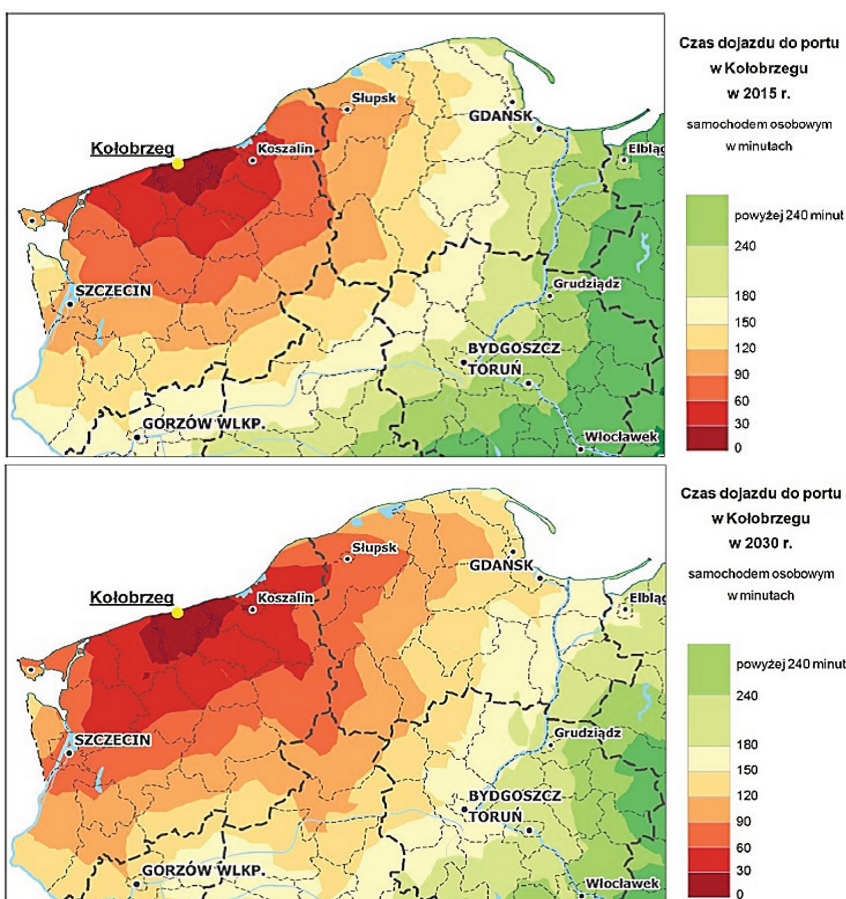 Czas dojazdu do portu
w Kołobrzegu
w 2015 r.
samochodem osobowym
w minutach
powyżej 240 minut
240
180
150
120
90
60
30
0
Słupsk
GDAŃSK
Kołobrzeg
Koszalin
Elbląg
SZCZECIN
Grudziądz
BYDGOSZCZ
TORUŃ
GORZÓW WLKP.
Włocławek
Czas dojazdu do portu
w Kołobrzegu
w 2030 r.
samochodem osobowym
w minutach
powyżej 240 minut
240
180
150
120
90
60
30
0
Słupsk
GDAŃSK
Kołobrzeg
Koszalin
Elbląg
SZCZECIN
Grudziądz
BYDGOSZCZ
TORUŃ
GORZÓW WLKP.
Włocławek